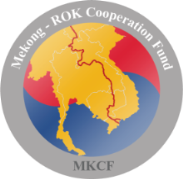 Mekong - ROK Cooperation Fund
MKCF